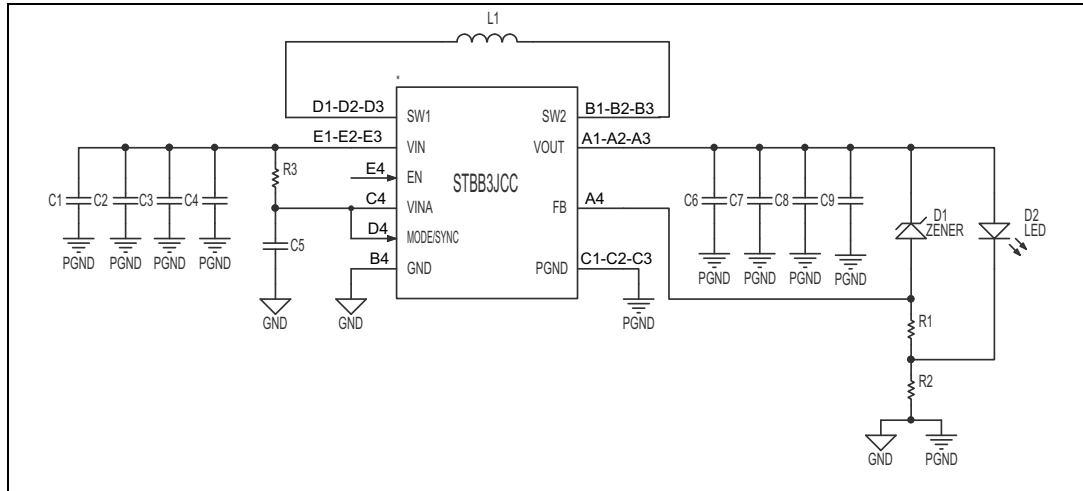 L1
*
D1-D2-D3
SW1
SW2
B1-B2-B3
E1-E2-E3
VIN
VOUT
A1-A2-A3
R3
E4
EN
STBB3JCC
C4
VINA
FB
A4
C1
C2
C3
C4
C6
C7
C8
C9
D1
ZENER
D2
LED
D4
MODE/SYNC
C5
B4
GND
PGND
C1-C2-C3
PGND
PGND
PGND
PGND
PGND
PGND
PGND
PGND
GND
GND
PGND
R1
R2
GND
PGND